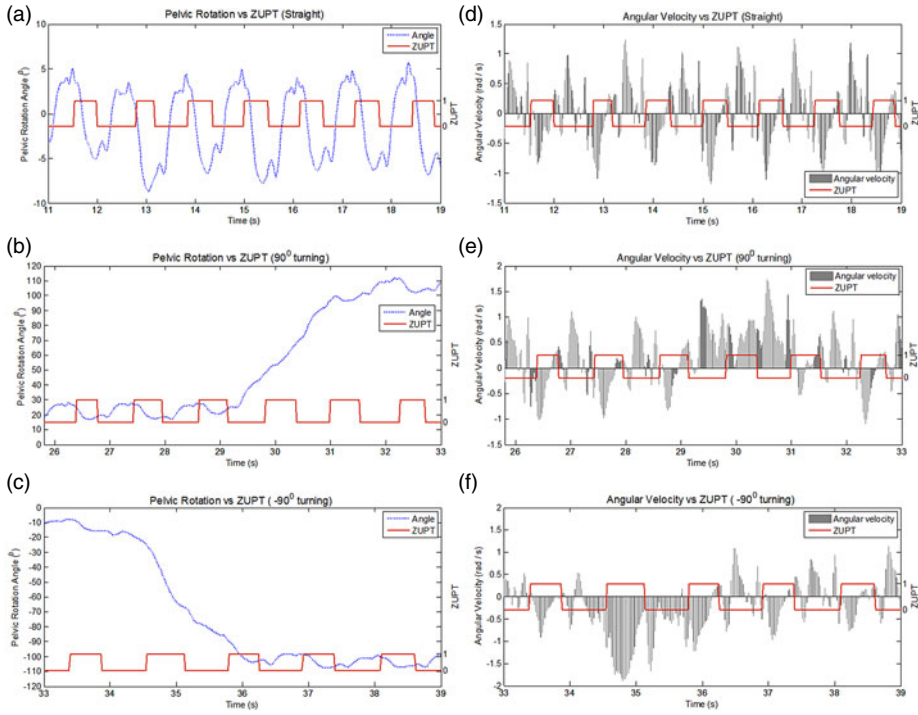 (a)
Pelvic Rotation vs ZUPT (Straight)
Angle
ZUPT
Pelvic Rotation Angle (⁰)
10
5
0
-5
-10
1
0
ZUPT
11 12 13 14 15 16 17 18 19
Time (s)
(d)
Angular Velocity vs ZUPT (Straight)
Angular Velocity (rad / s)
1.5
1
0.5
0
-0.5
-1
-1.5
1
0
ZUPT
Angular velocity
ZUPT
11 12 13 14 15 16 17 18 19
Time (s)
(b)
Pelvic Rotation vs ZUPT (90⁰ turning)
Angle
ZUPT
Pelvic Rotation Angle (⁰)
120
110
100
90
80
70
60
50
40
30
20
10
0
1
0
ZUPT
26 27 28 29 30 31 32 33
Time (s)
(e)
Angular Velocity vs ZUPT (90⁰ turning)
Angular velocity
ZUPT
Angular Velocity (rad / s)
2
1.5
1
0.5
0
-0.5
-1
-1.5
1
0
ZUPT
26 27 28 29 30 31 32 33
Time (s)
(c)
Pelvic Rotation vs ZUPT ( -90⁰ turning)
Angle
ZUPT
Pelvic Rotation Angle (⁰)
0
-10
-20
-30
-40
-50
-60
-70
-80
-90
-100
-110
-120
1
0
ZUPT
33 34 35 36 37 38 39
Time (s)
(f)
Angular Velocity vs ZUPT ( -90⁰ turning)
Angular velocity
ZUPT
Angular Velocity (rad / s)
2
1.5
1
0.5
0
-0.5
-1
-1.5
-2
1
0
ZUPT
33 34 35 36 37 38 39
Time (s)